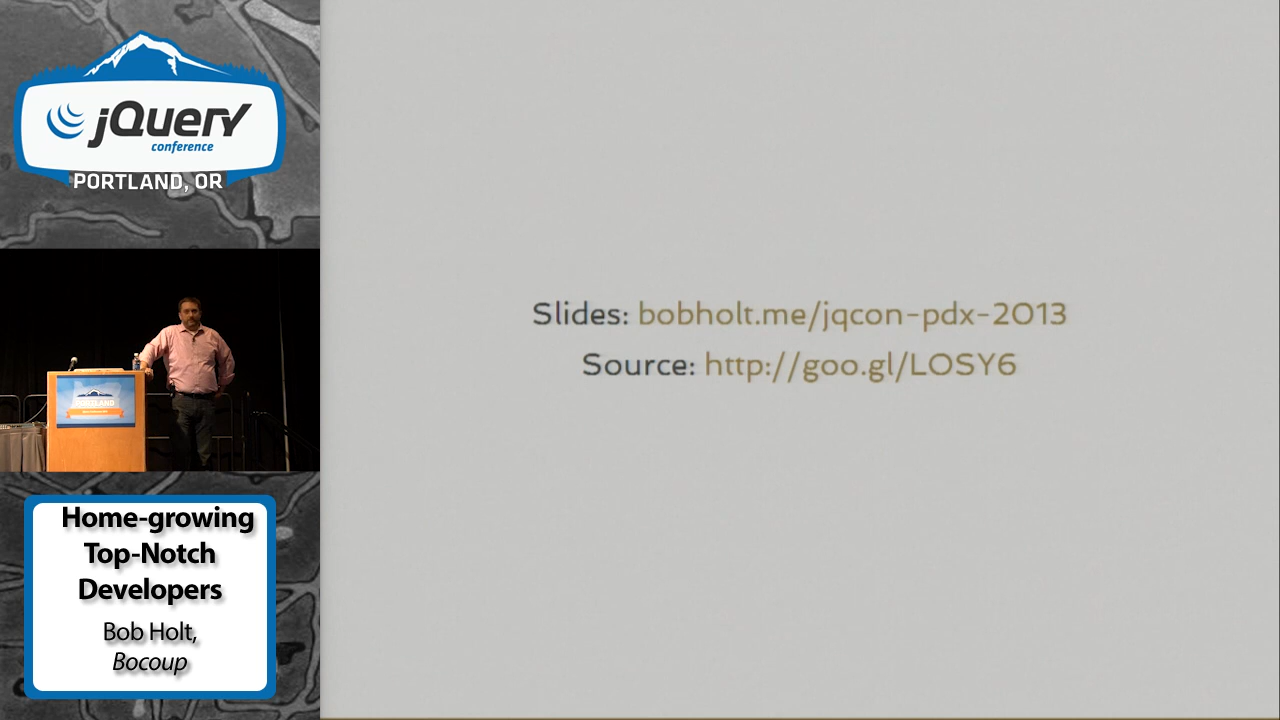 jQuery
conference
PORTLAND, OR
Home-growing
Top-Notch
Developers
Bob Holt,
Bocoup
Slides: bobholt.me/jqcon-pdx-2013
Source: http://goo.gl/LOSY6